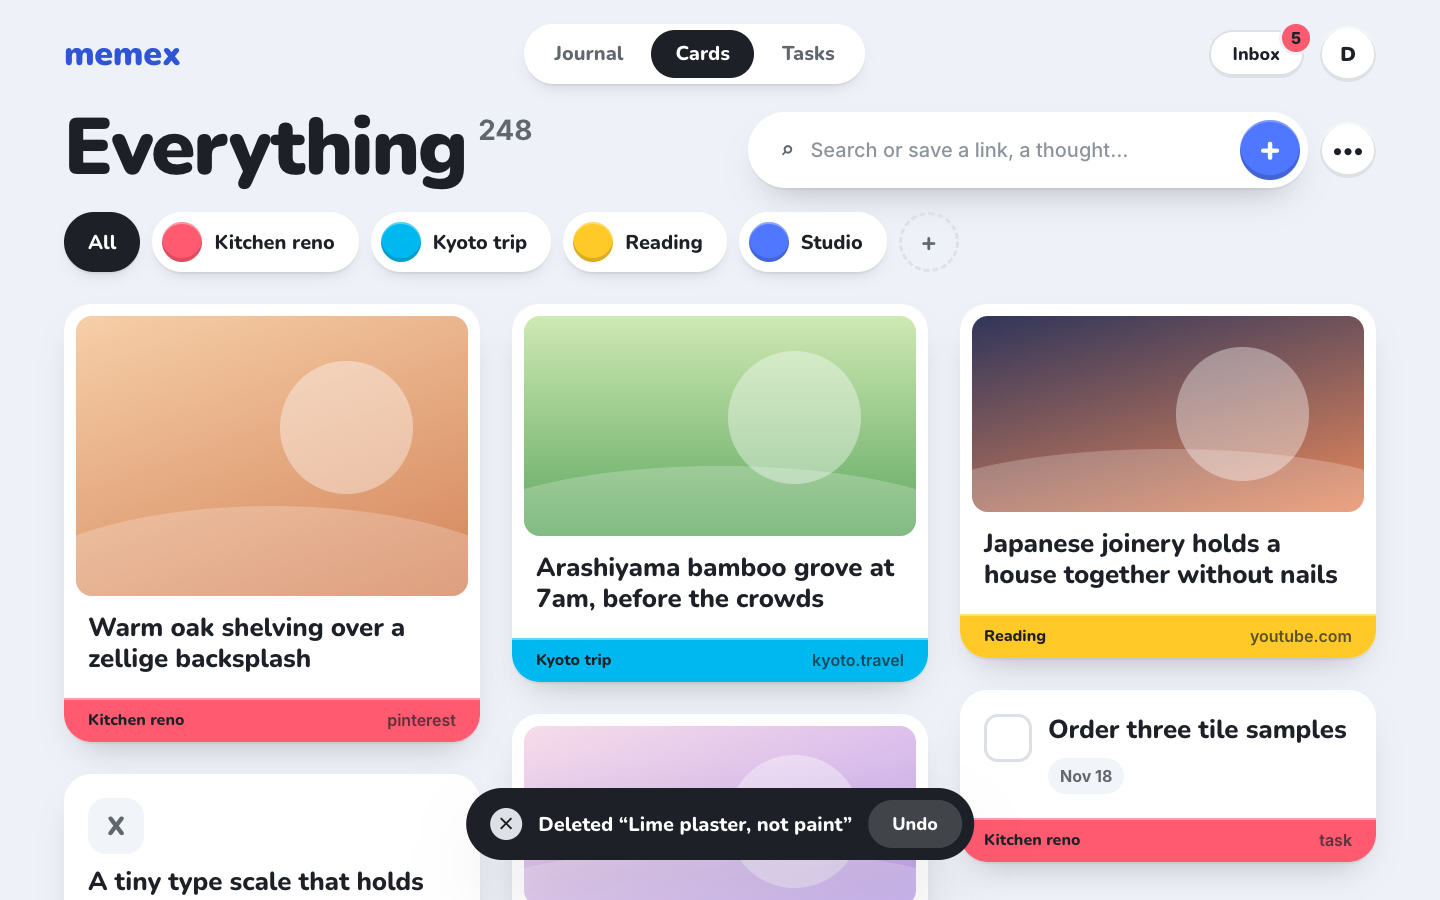 memex
Journal
Cards
Tasks
Inbox
5
D
Everything
248
Search or save a link, a thought...
+
•••
All
Kitchen reno
Kyoto trip
Reading
Studio
+
Warm oak shelving over a
zellige backsplash
Kitchen reno
pinterest
Arashiyama bamboo grove at
7am, before the crowds
Kyoto trip
kyoto.travel
Japanese joinery holds a
house together without nails
Reading
youtube.com
Order three tile samples
Nov 18
Kitchen reno
task
X
A tiny type scale that holds
Deleted “Lime plaster, not paint”
Undo